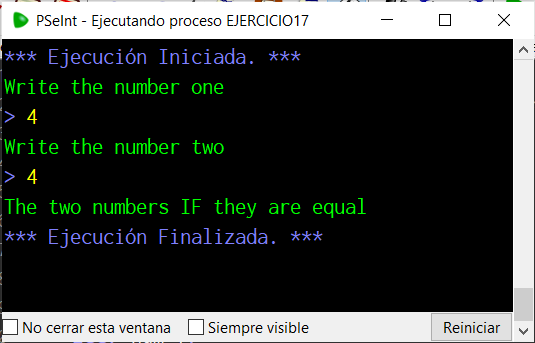 PSeInt - Ejecutando proceso EJERCICIO17
*** Ejecución Iniciada. ***
Write the number one
> 4
Write the number two
> 4
The two numbers IF they are equal
*** Ejecución Finalizada. ***
No cerrar esta ventana Siempre visible Reiniciar